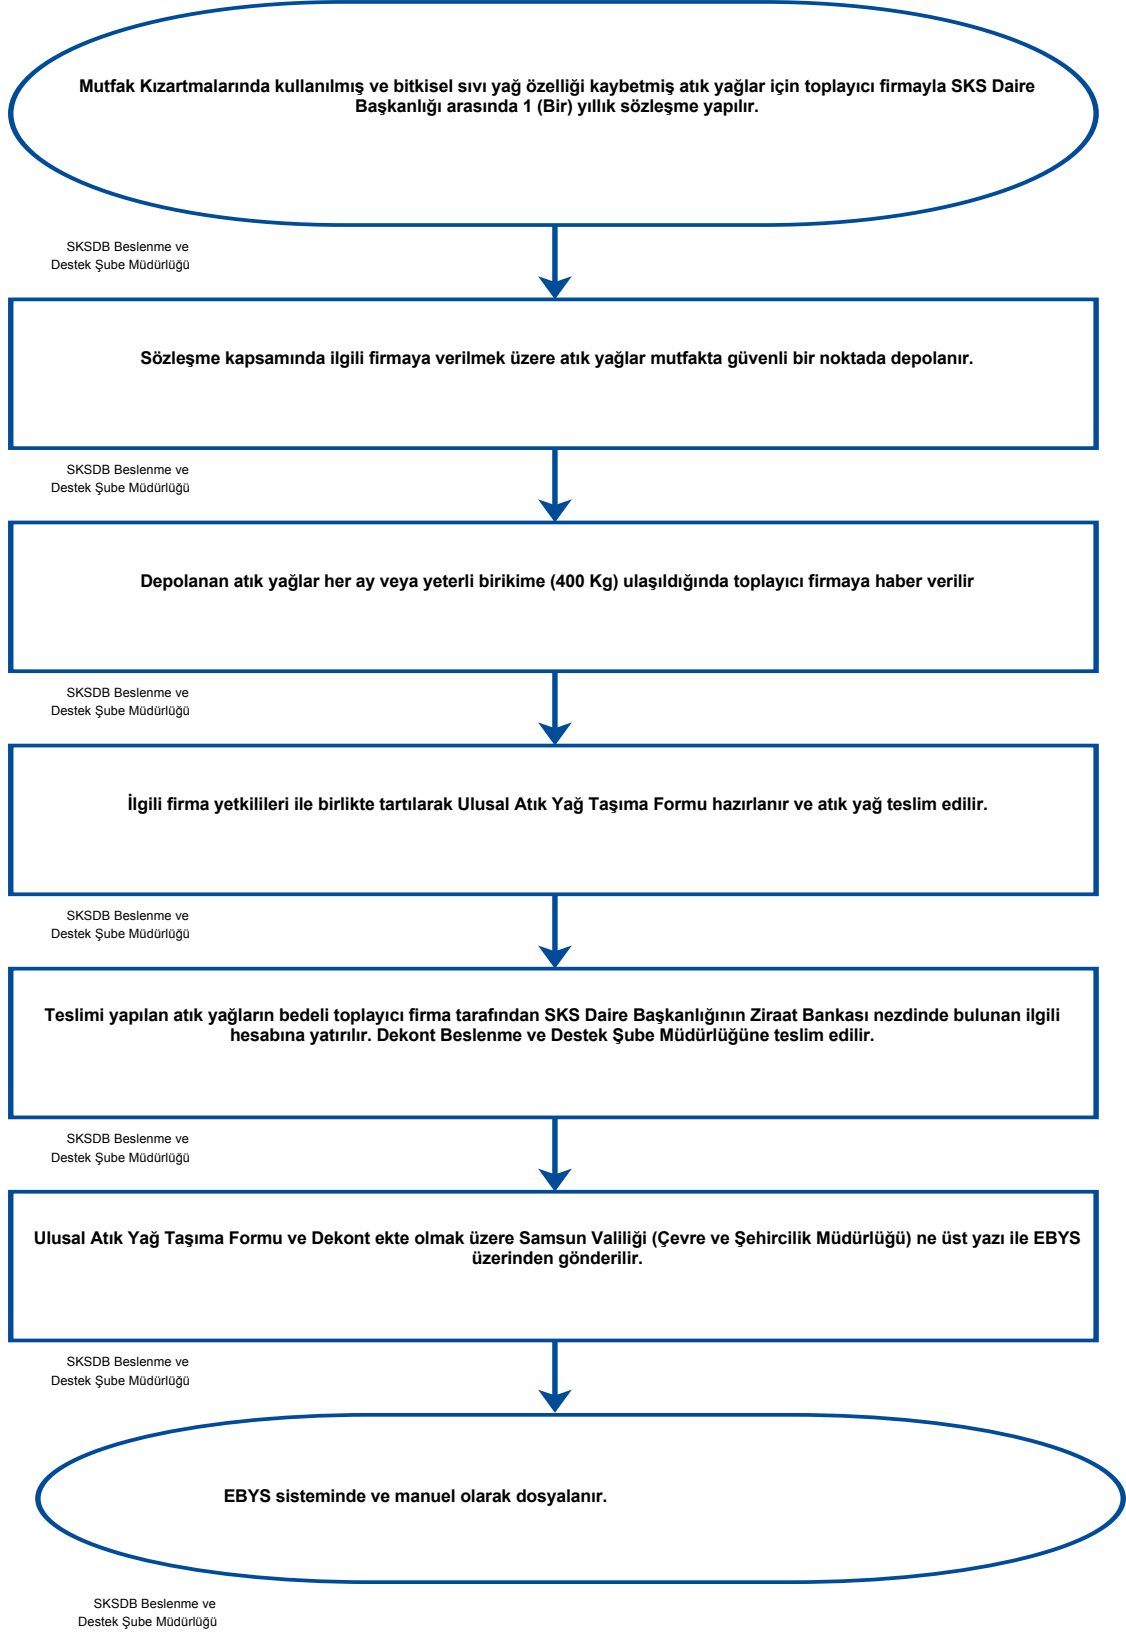 Mutfak Kızartmalarında kullanılmış ve bitkisel sıvı yağ özelliği kaybetmiş atık yağlar için toplayıcı firmayla SKS Daire
Başkanlığı arasında 1 (Bir) yıllık sözleşme yapılır.
SKSDB Beslenme ve
Destek Şube Müdürlüğü
Sözleşme kapsamında ilgili firmaya verilmek üzere atık yağlar mutfakta güvenli bir noktada depolanır.
SKSDB Beslenme ve
Destek Şube Müdürlüğü
Depolanan atık yağlar her ay veya yeterli birikime (400 Kg) ulaşıldığında toplayıcı firmaya haber verilir
SKSDB Beslenme ve
Destek Şube Müdürlüğü
İlgili firma yetkilileri ile birlikte tartılarak Ulusal Atık Yağ Taşıma Formu hazırlanır ve atık yağ teslim edilir.
SKSDB Beslenme ve
Destek Şube Müdürlüğü
Teslimi yapılan atık yağların bedeli toplayıcı firma tarafından SKS Daire Başkanlığının Ziraat Bankası nezdinde bulunan ilgili
hesabına yatırılır. Dekont Beslenme ve Destek Şube Müdürlüğüne teslim edilir.
SKSDB Beslenme ve
Destek Şube Müdürlüğü
Ulusal Atık Yağ Taşıma Formu ve Dekont ekte olmak üzere Samsun Valiliği (Çevre ve Şehircilik Müdürlüğü) ne üst yazı ile EBYS
üzerinden gönderilir.
SKSDB Beslenme ve
Destek Şube Müdürlüğü
EBYS sisteminde ve manuel olarak dosyalanır.
SKSDB Beslenme ve
Destek Şube Müdürlüğü